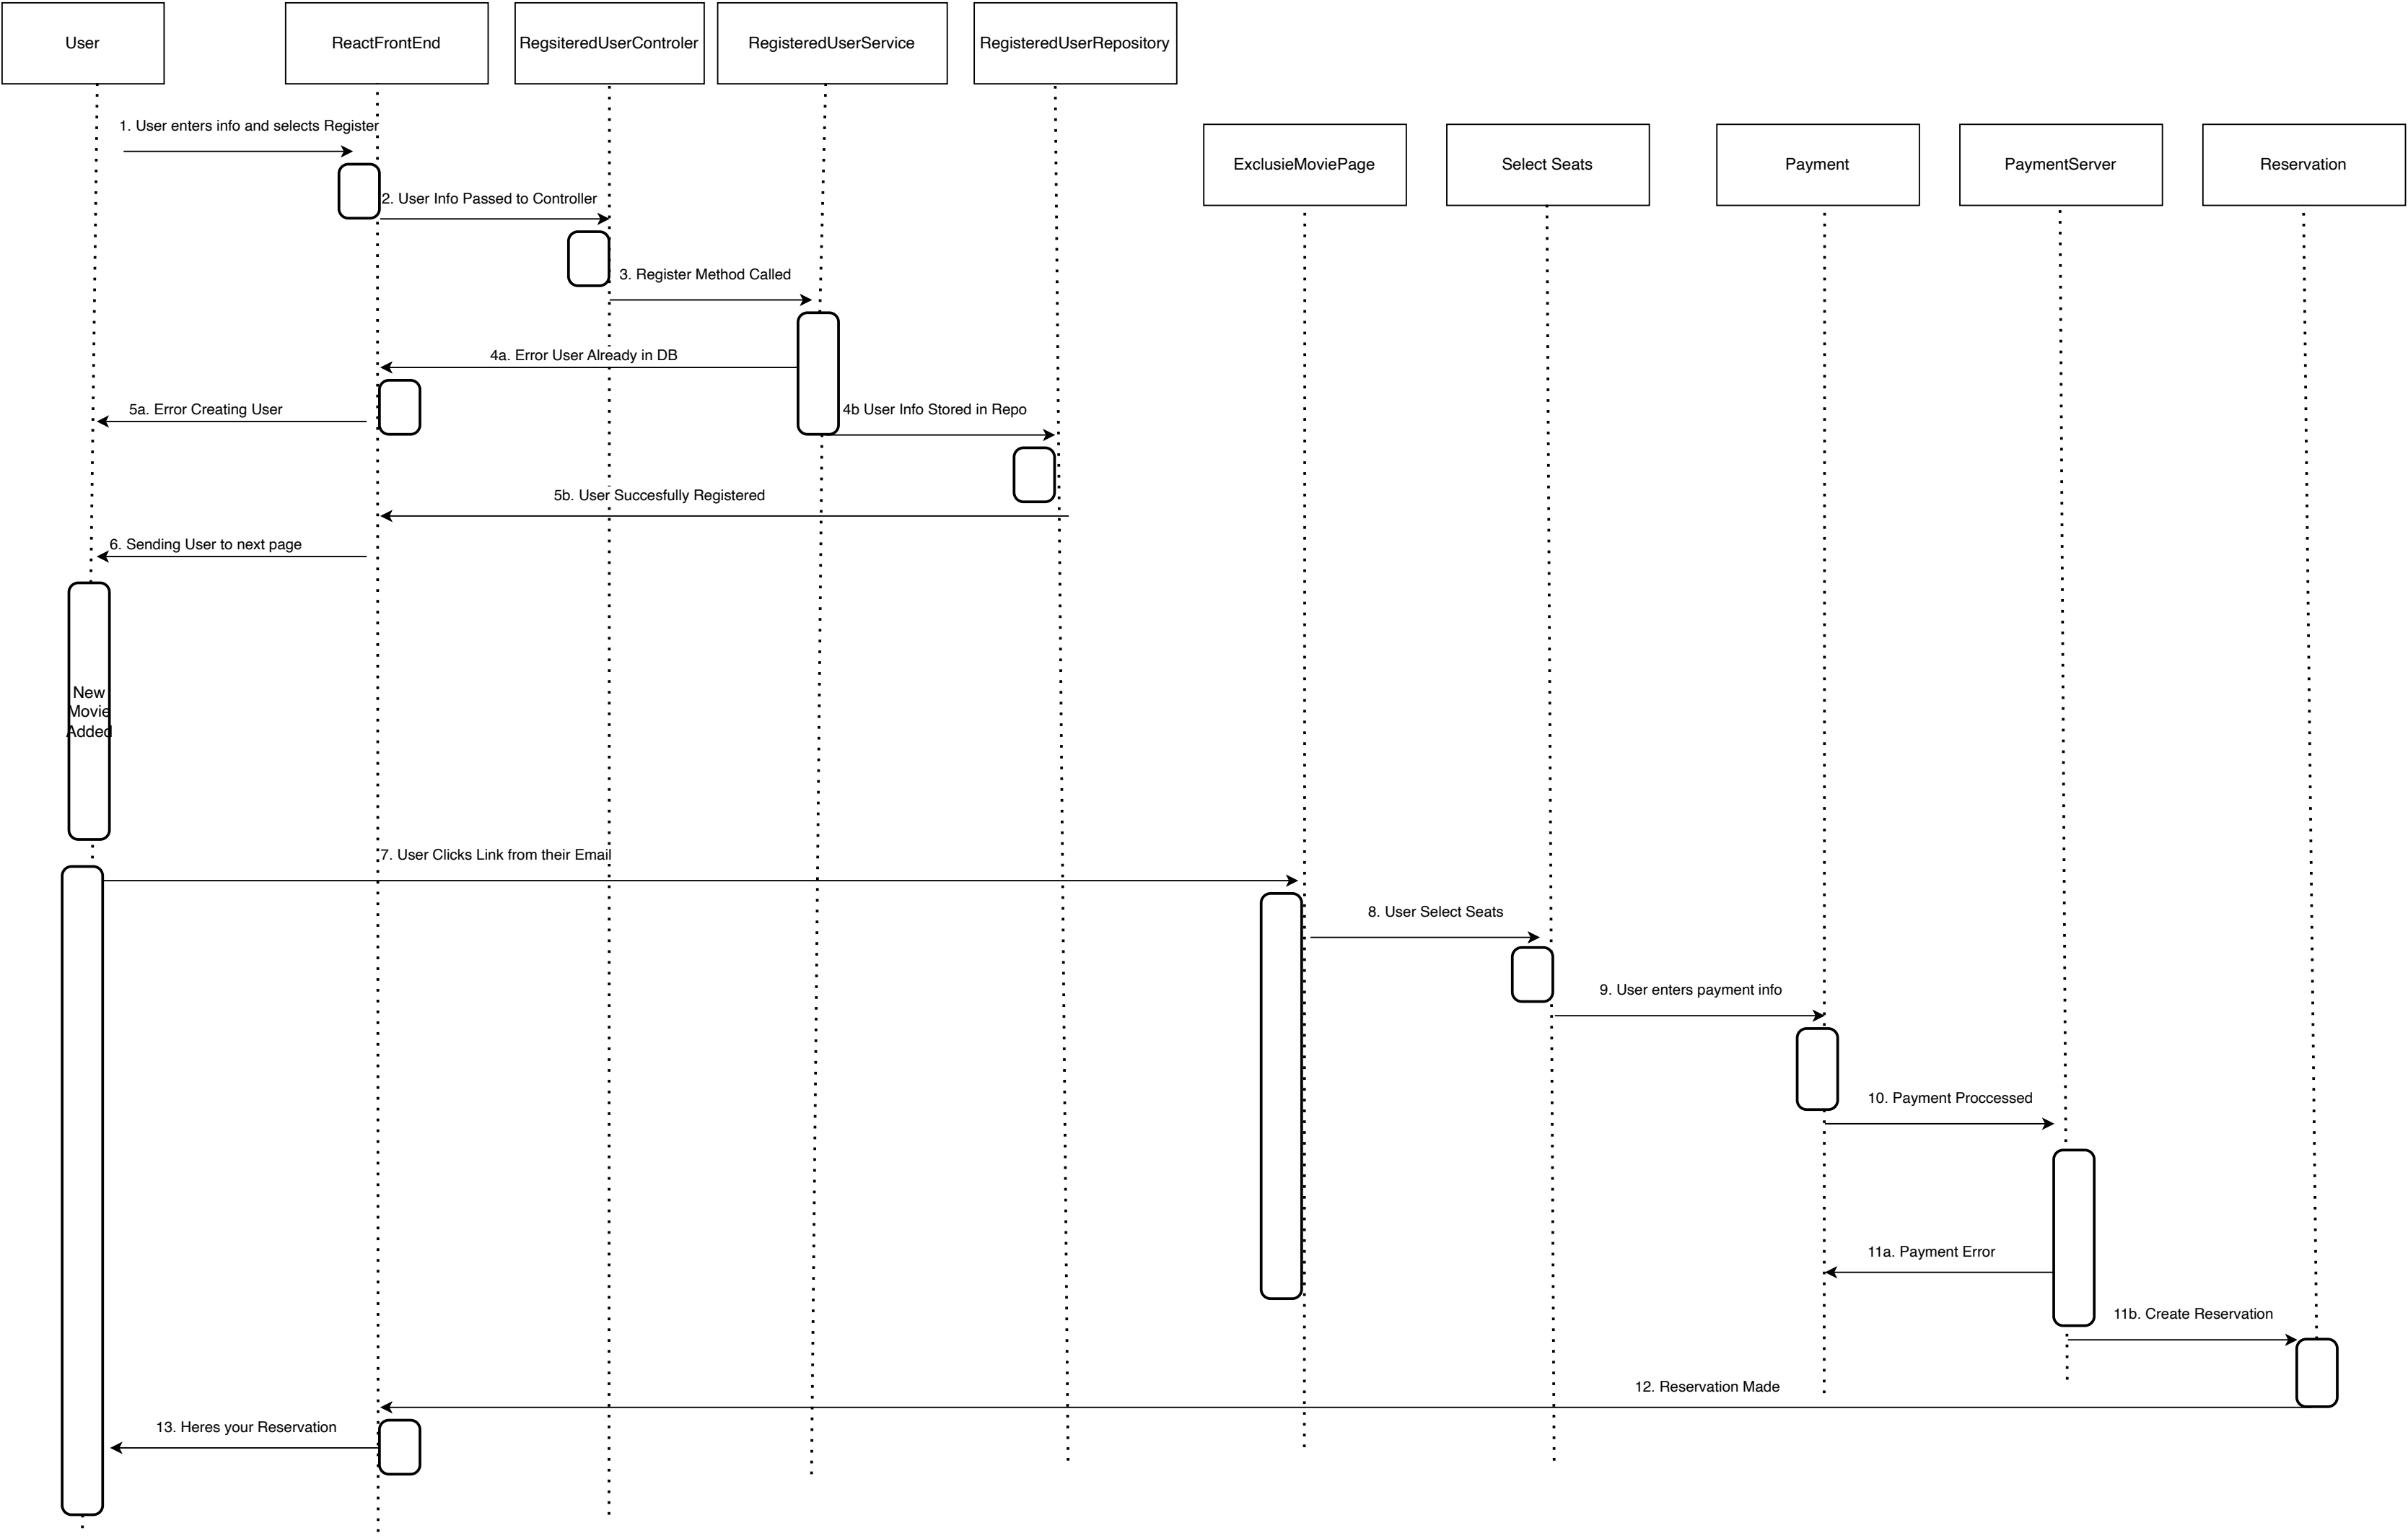 User
ReactFrontEnd
RegsiteredUserControler
RegisteredUserService
RegisteredUserRepository
1. User enters info and selects Register
ExclusieMoviePage
Select Seats
Payment
PaymentServer
Reservation
2. User Info Passed to Controller
3. Register Method Called
4a. Error User Already in DB
5a. Error Creating User
4b User Info Stored in Repo
5b. User Succesfully Registered
6. Sending User to next page
New
Movie
Added
7. User Clicks Link from their Email
8. User Select Seats
9. User enters payment info
10. Payment Proccessed
11a. Payment Error
11b. Create Reservation
12. Reservation Made
13. Heres your Reservation